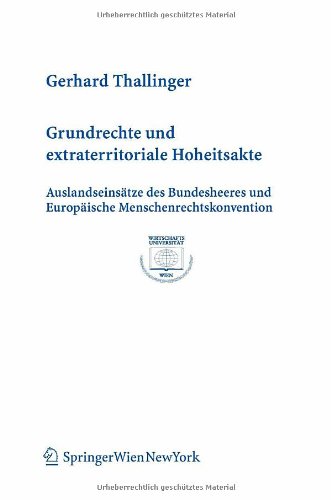 Urheberrechtlich geschütztes Material
Gerhard Thallinger
Grundrechte und
extraterritoriale Hoheitsakte
Auslandseinsätze des Bundesheeres und
Europäische Menschenrechtskonvention
WIRTSCHAFTS
UNIVERSITÄT
WIEN
SpringerWienNewYork
Urheberrechtlich geschütztes Material